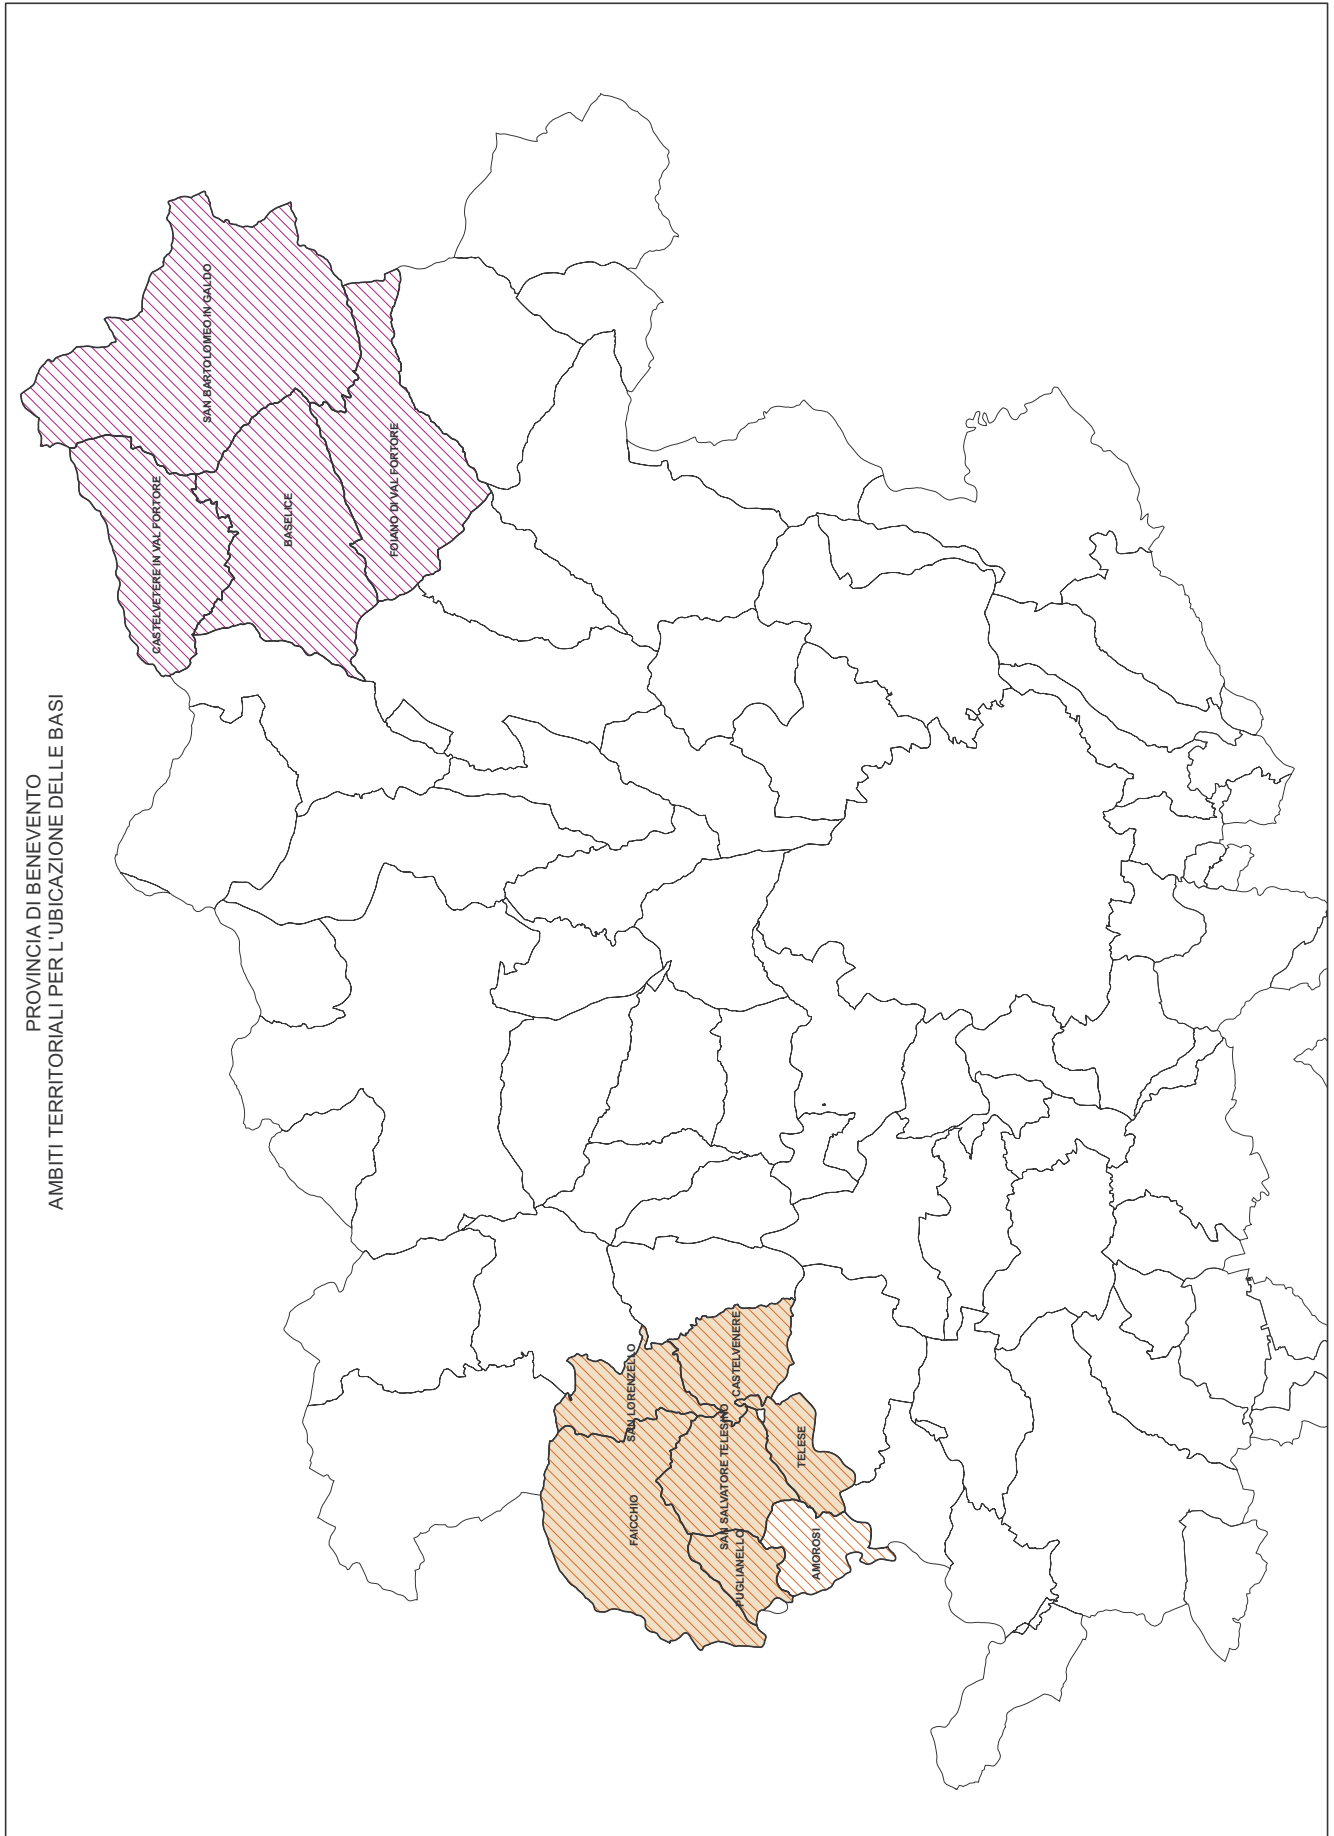 PROVINCIA DI BENEVENTO
AMBITI TERRITORIALI PER L'UBICAZIONE DELLE BASI
CASTELVETERE IN VAL FORTORE
SAN BARTOLOMEO IN GALDO
BASELICE
FOIANO DI VAL FORTORE
SAN LORENZELLO
FAICCHIO
CASTELVENERE
SAN SALVATORE TELESINO
PUGLIANELLO
TELESE
AMOROSI